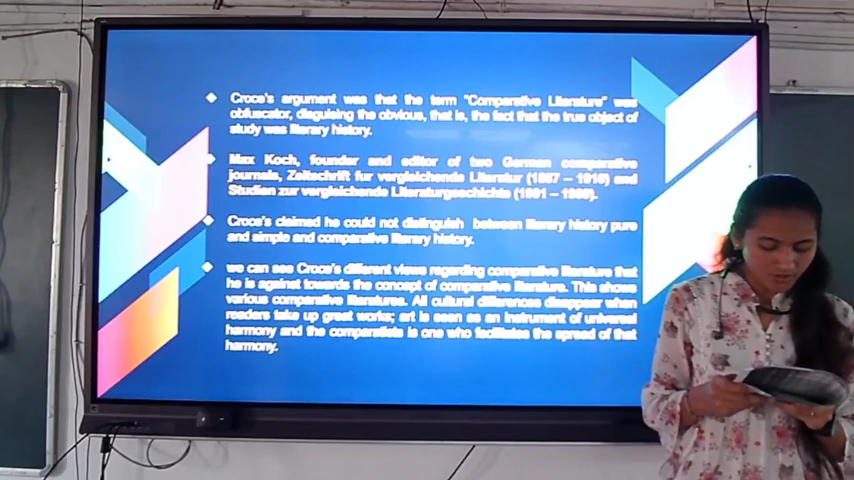 Croce's argument was that the term "Comparative Literature" was
obfuscator, disguising the obvious, that is, the fact that the true object of
study was literary history.
Max Koch, founder and editor of two German comparative
journals, Zeitschrift fur vergleichende Literatur (1887 – 1910) and
Studien zur vergleichende Literaturgeschichte (1901 –
Croce's claimed he could not distinguish between literary history pure
and simple and comparative literary history.
we can see Croce's different views regarding comparative literature that
he is against towards the concept of comparative literature. This shows
various comparative literatures. All cultural differences disappear when
readers take up great works; art is seen as an instrument of universal
harmony and the comparatists is one who facilitates the spread of that
harmony.